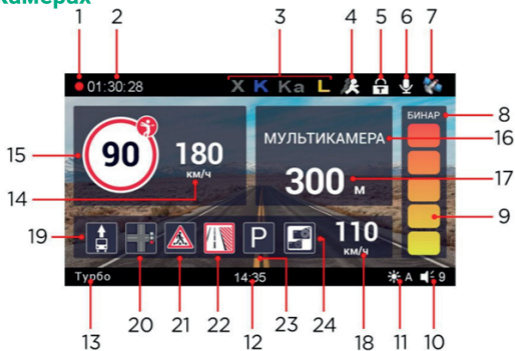 камерах
1 2 3 4 5 6 7
01:30:28 X K Ka L
8
БИНАР
15 90 180 км/ч МУЛЬТИКАМЕРА 16
14 300 м 17
9
19 P 110 км/ч
Турбо 14:35 A 9
13 20 21 22 12 23 24 18 11 10